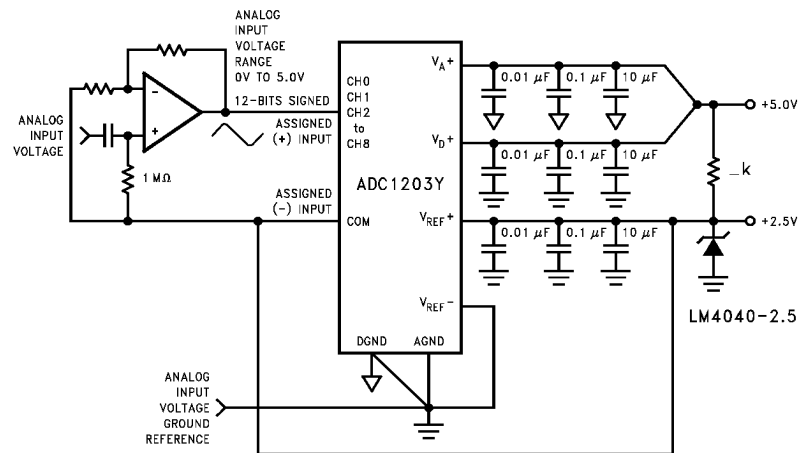 ANALOG
INPUT
VOLTAGE
RANGE
0V TO 5.0V
12-BITS SIGNED
ANALOG
INPUT
VOLTAGE
-
+
1 MΩ
ASSIGNED
(+) INPUT
ASSIGNED
(-) INPUT
CH0
CH1
CH2
to
CH8
COM
ADC1203Y
VA+
VD+
VREF+
VREF-
DGND
AGND
0.01 μF
0.1 μF
10 μF
0.01 μF
0.1 μF
10 μF
0.01 μF
0.1 μF
10 μF
+5.0V
_k
+2.5V
LM4040-2.5
ANALOG
INPUT
VOLTAGE
GROUND
REFERENCE